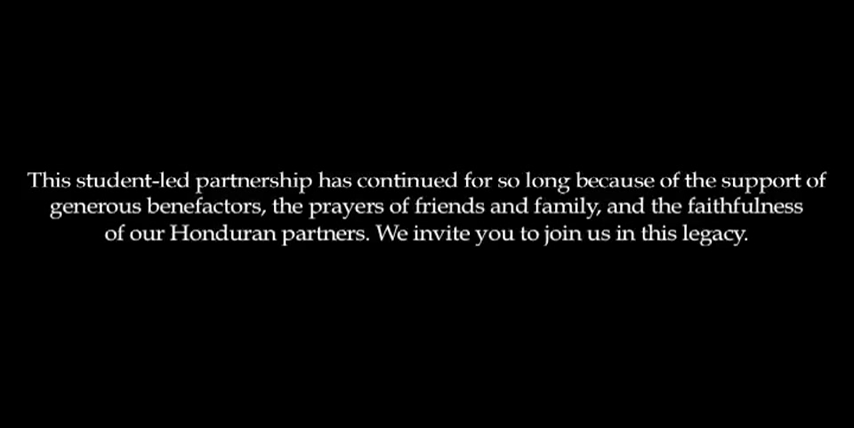 This student-led partnership has continued for so long because of the support of
generous benefactors, the prayers of friends and family, and the faithfulness
of our Honduran partners. We invite you to join us in this legacy.